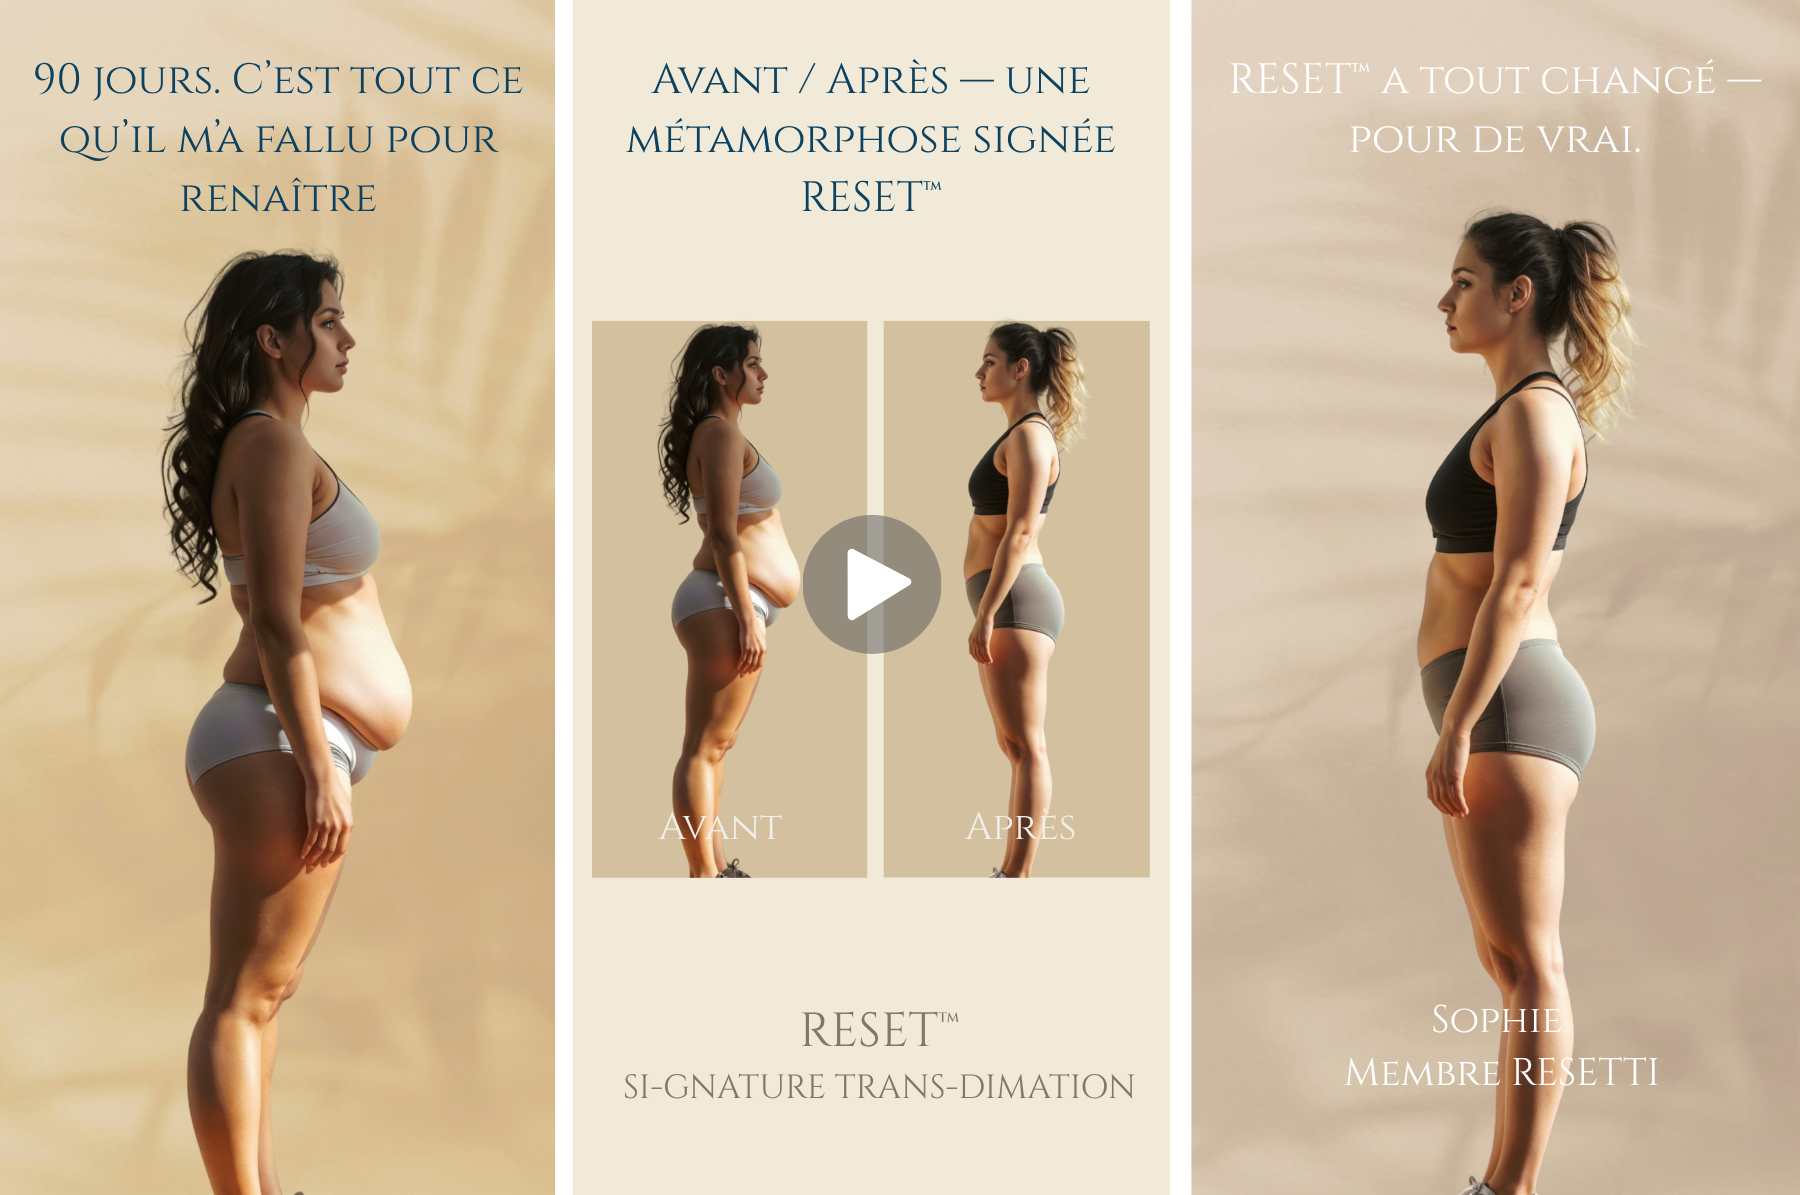 90 jours. C'est tout ce
qu'il m'a fallu pour
renaître
Avant / Après — une
métamorphose signée
RESET™
Avant
Après
RESET™
SI-GNATURE TRANS-DIMATION
RESET™ a tout changé —
pour de vrai.
Sophie
Membre RESETTI